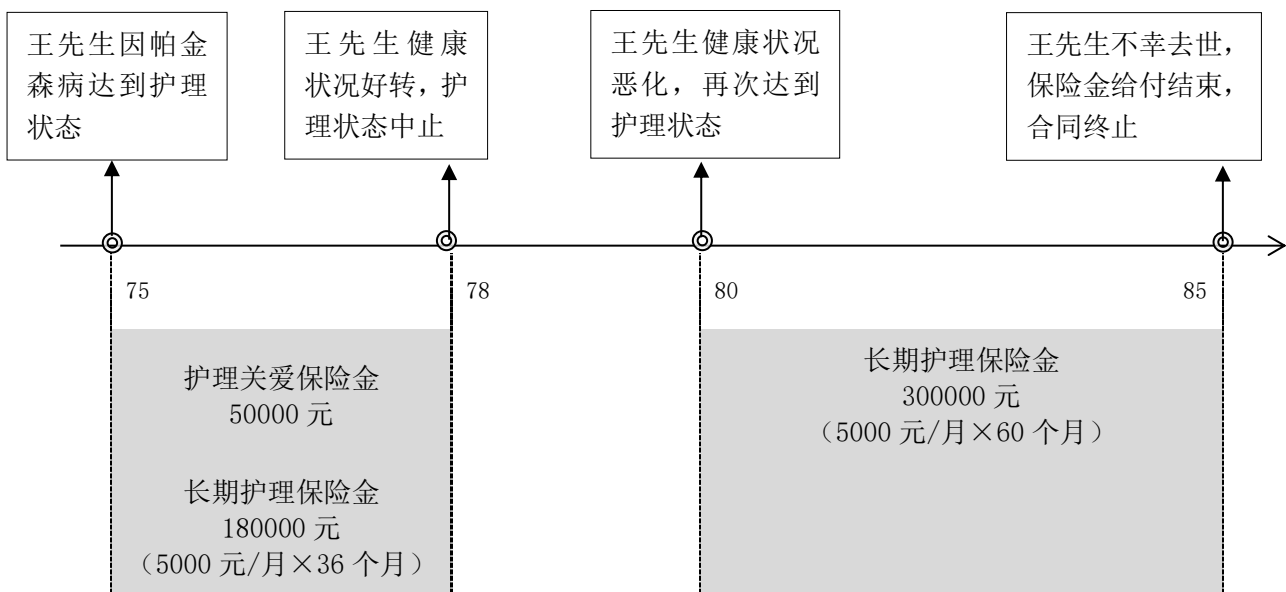 王先生因帕金
森病达到护理
状态
王先生健康
状况好转，护
理状态中止
王先生健康状况
恶化，再次达到
护理状态
王先生不幸去世，
保险金给付结束，
合同终止
75
78
80
85
护理关爱保险金
50000 元
长期护理保险金
180000 元
（5000 元/月×36 个月）
长期护理保险金
300000 元
（5000 元/月×60 个月）